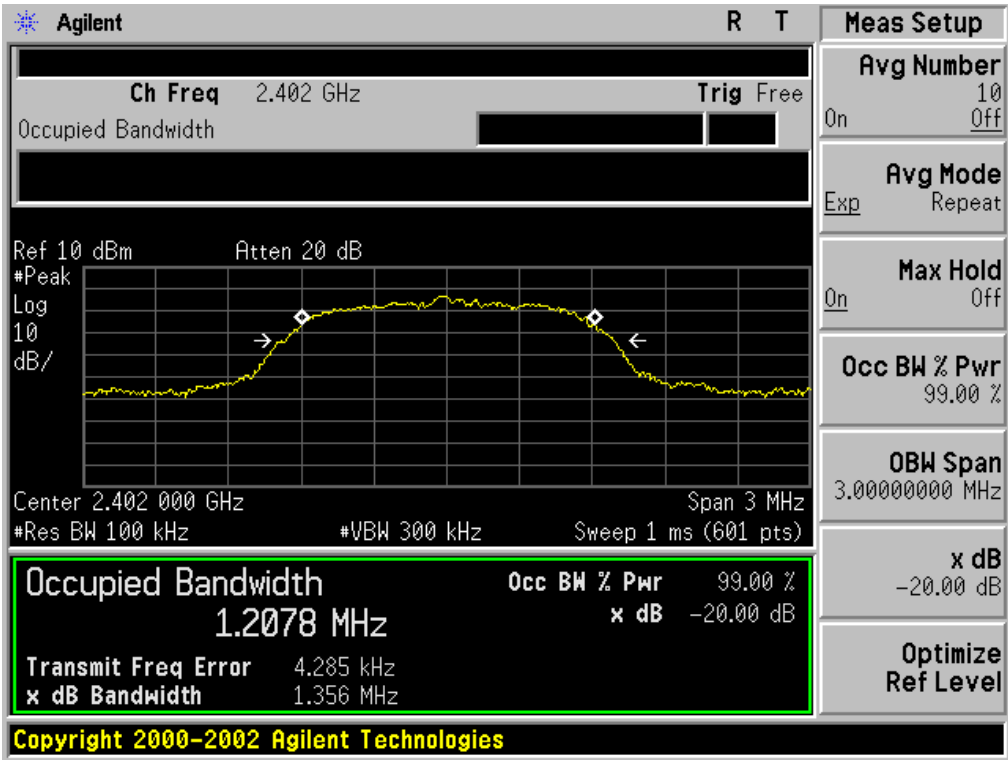 Agilent R T
Ch Freq 2.402 GHz Trig Free
Occupied Bandwidth
Ref 10 dBm Atten 20 dB
#Peak
Log
10
dB/
Center 2.402 000 GHz Span 3 MHz
#Res BW 100 kHz #VBW 300 kHz Sweep 1 ms (601 pts)
Occupied Bandwidth Occ BW % Pwr 99.00 %
1.2078 MHz x dB -20.00 dB
Transmit Freq Error 4.285 kHz
x dB Bandwidth 1.356 MHz
Copyright 2000-2002 Agilent Technologies
Meas Setup
Avg Number
10
On Off
Avg Mode
Exp Repeat
Max Hold
On Off
Occ BW % Pwr
99.00 %
OBW Span
3.00000000 MHz
x dB
-20.00 dB
Optimize
Ref Level